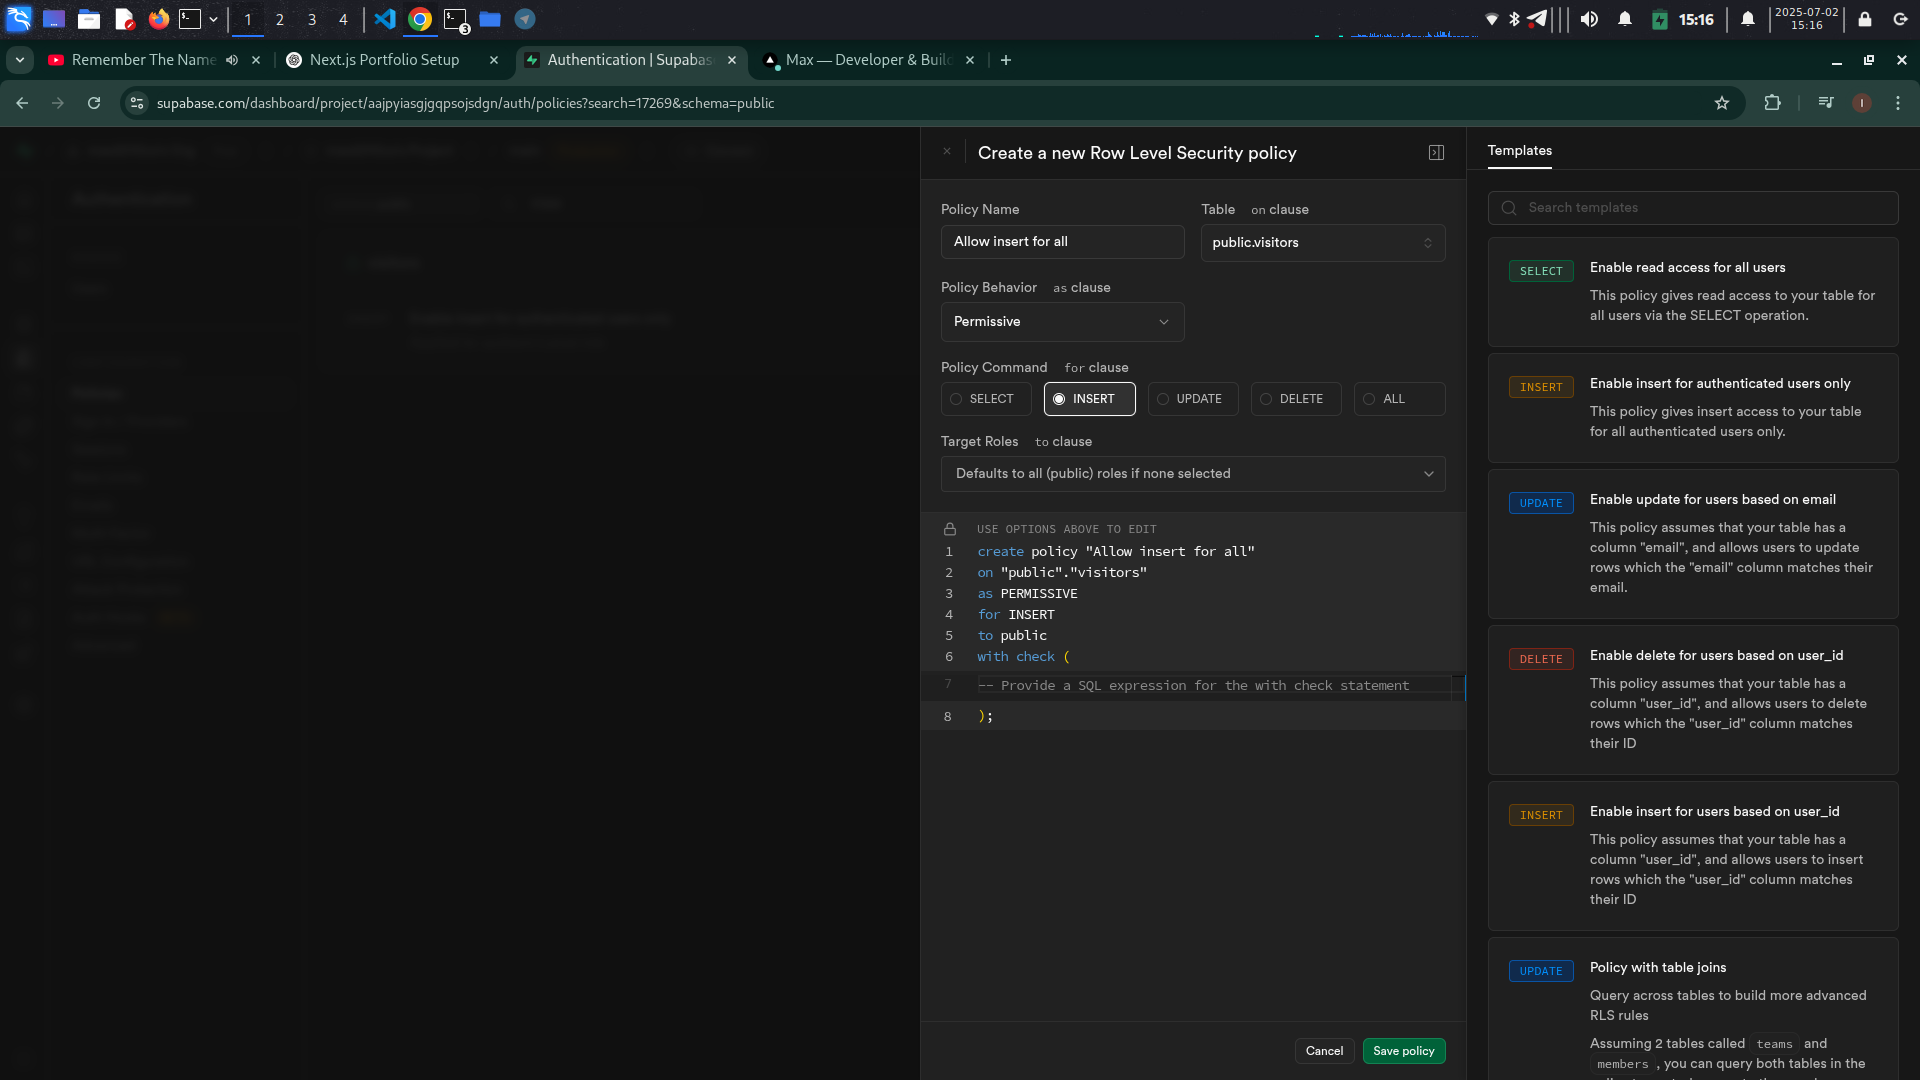 1
2
3
4
3
15:16
2025-07-02
15:16
Remember The Name
Next.js Portfolio Setup
Authentication | Supabas
Max — Developer & Build
supabase.com/dashboard/project/aajpyiasgjgqpsojsdgn/auth/policies?search=17269&schema=public
I
Create a new Row Level Security policy
Policy Name
Table on clause
Allow insert for all
public.visitors
Policy Behavior as clause
Permissive
Policy Command for clause
SELECT
INSERT
UPDATE
DELETE
ALL
Target Roles to clause
Defaults to all (public) roles if none selected
USE OPTIONS ABOVE TO EDIT
1 create policy "Allow insert for all"
2 on "public"."visitors"
3 as PERMISSIVE
4 for INSERT
5 to public
6 with check (
7 -- Provide a SQL expression for the with check statement
8 );
Cancel
Save policy
Templates
Search templates
SELECT
Enable read access for all users
This policy gives read access to your table for
all users via the SELECT operation.
INSERT
Enable insert for authenticated users only
This policy gives insert access to your table
for all authenticated users only.
UPDATE
Enable update for users based on email
This policy assumes that your table has a
column "email", and allows users to update
rows which the "email" column matches their
email.
DELETE
Enable delete for users based on user_id
This policy assumes that your table has a
column "user_id", and allows users to delete
rows which the "user_id" column matches
their ID
INSERT
Enable insert for users based on user_id
This policy assumes that your table has a
column "user_id", and allows users to insert
rows which the "user_id" column matches
their ID
UPDATE
Policy with table joins
Query across tables to build more advanced
RLS rules
Assuming 2 tables called teams and
members , you can query both tables in the